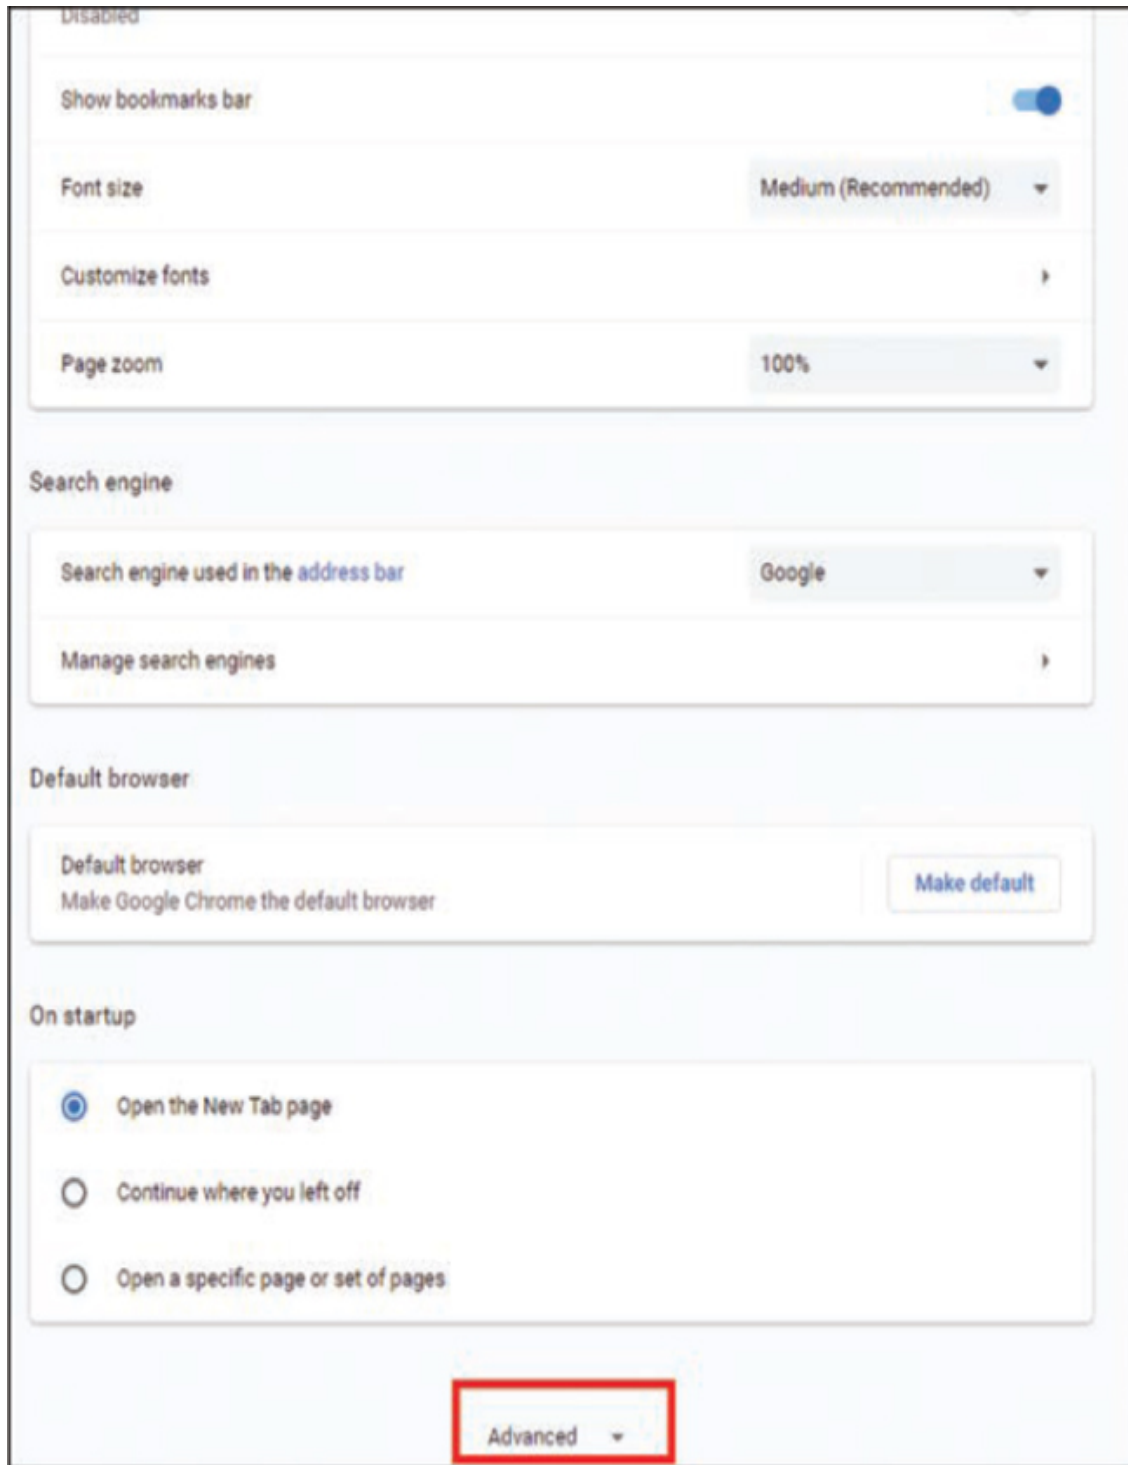 Disabled
Show bookmarks bar
Font size
Medium (Recommended)
Customize fonts
Page zoom
100%
Search engine
Search engine used in the address bar
Google
Manage search engines
Default browser
Default browser
Make Google Chrome the default browser
Make default
On startup
Open the New Tab page
Continue where you left off
Open a specific page or set of pages
Advanced